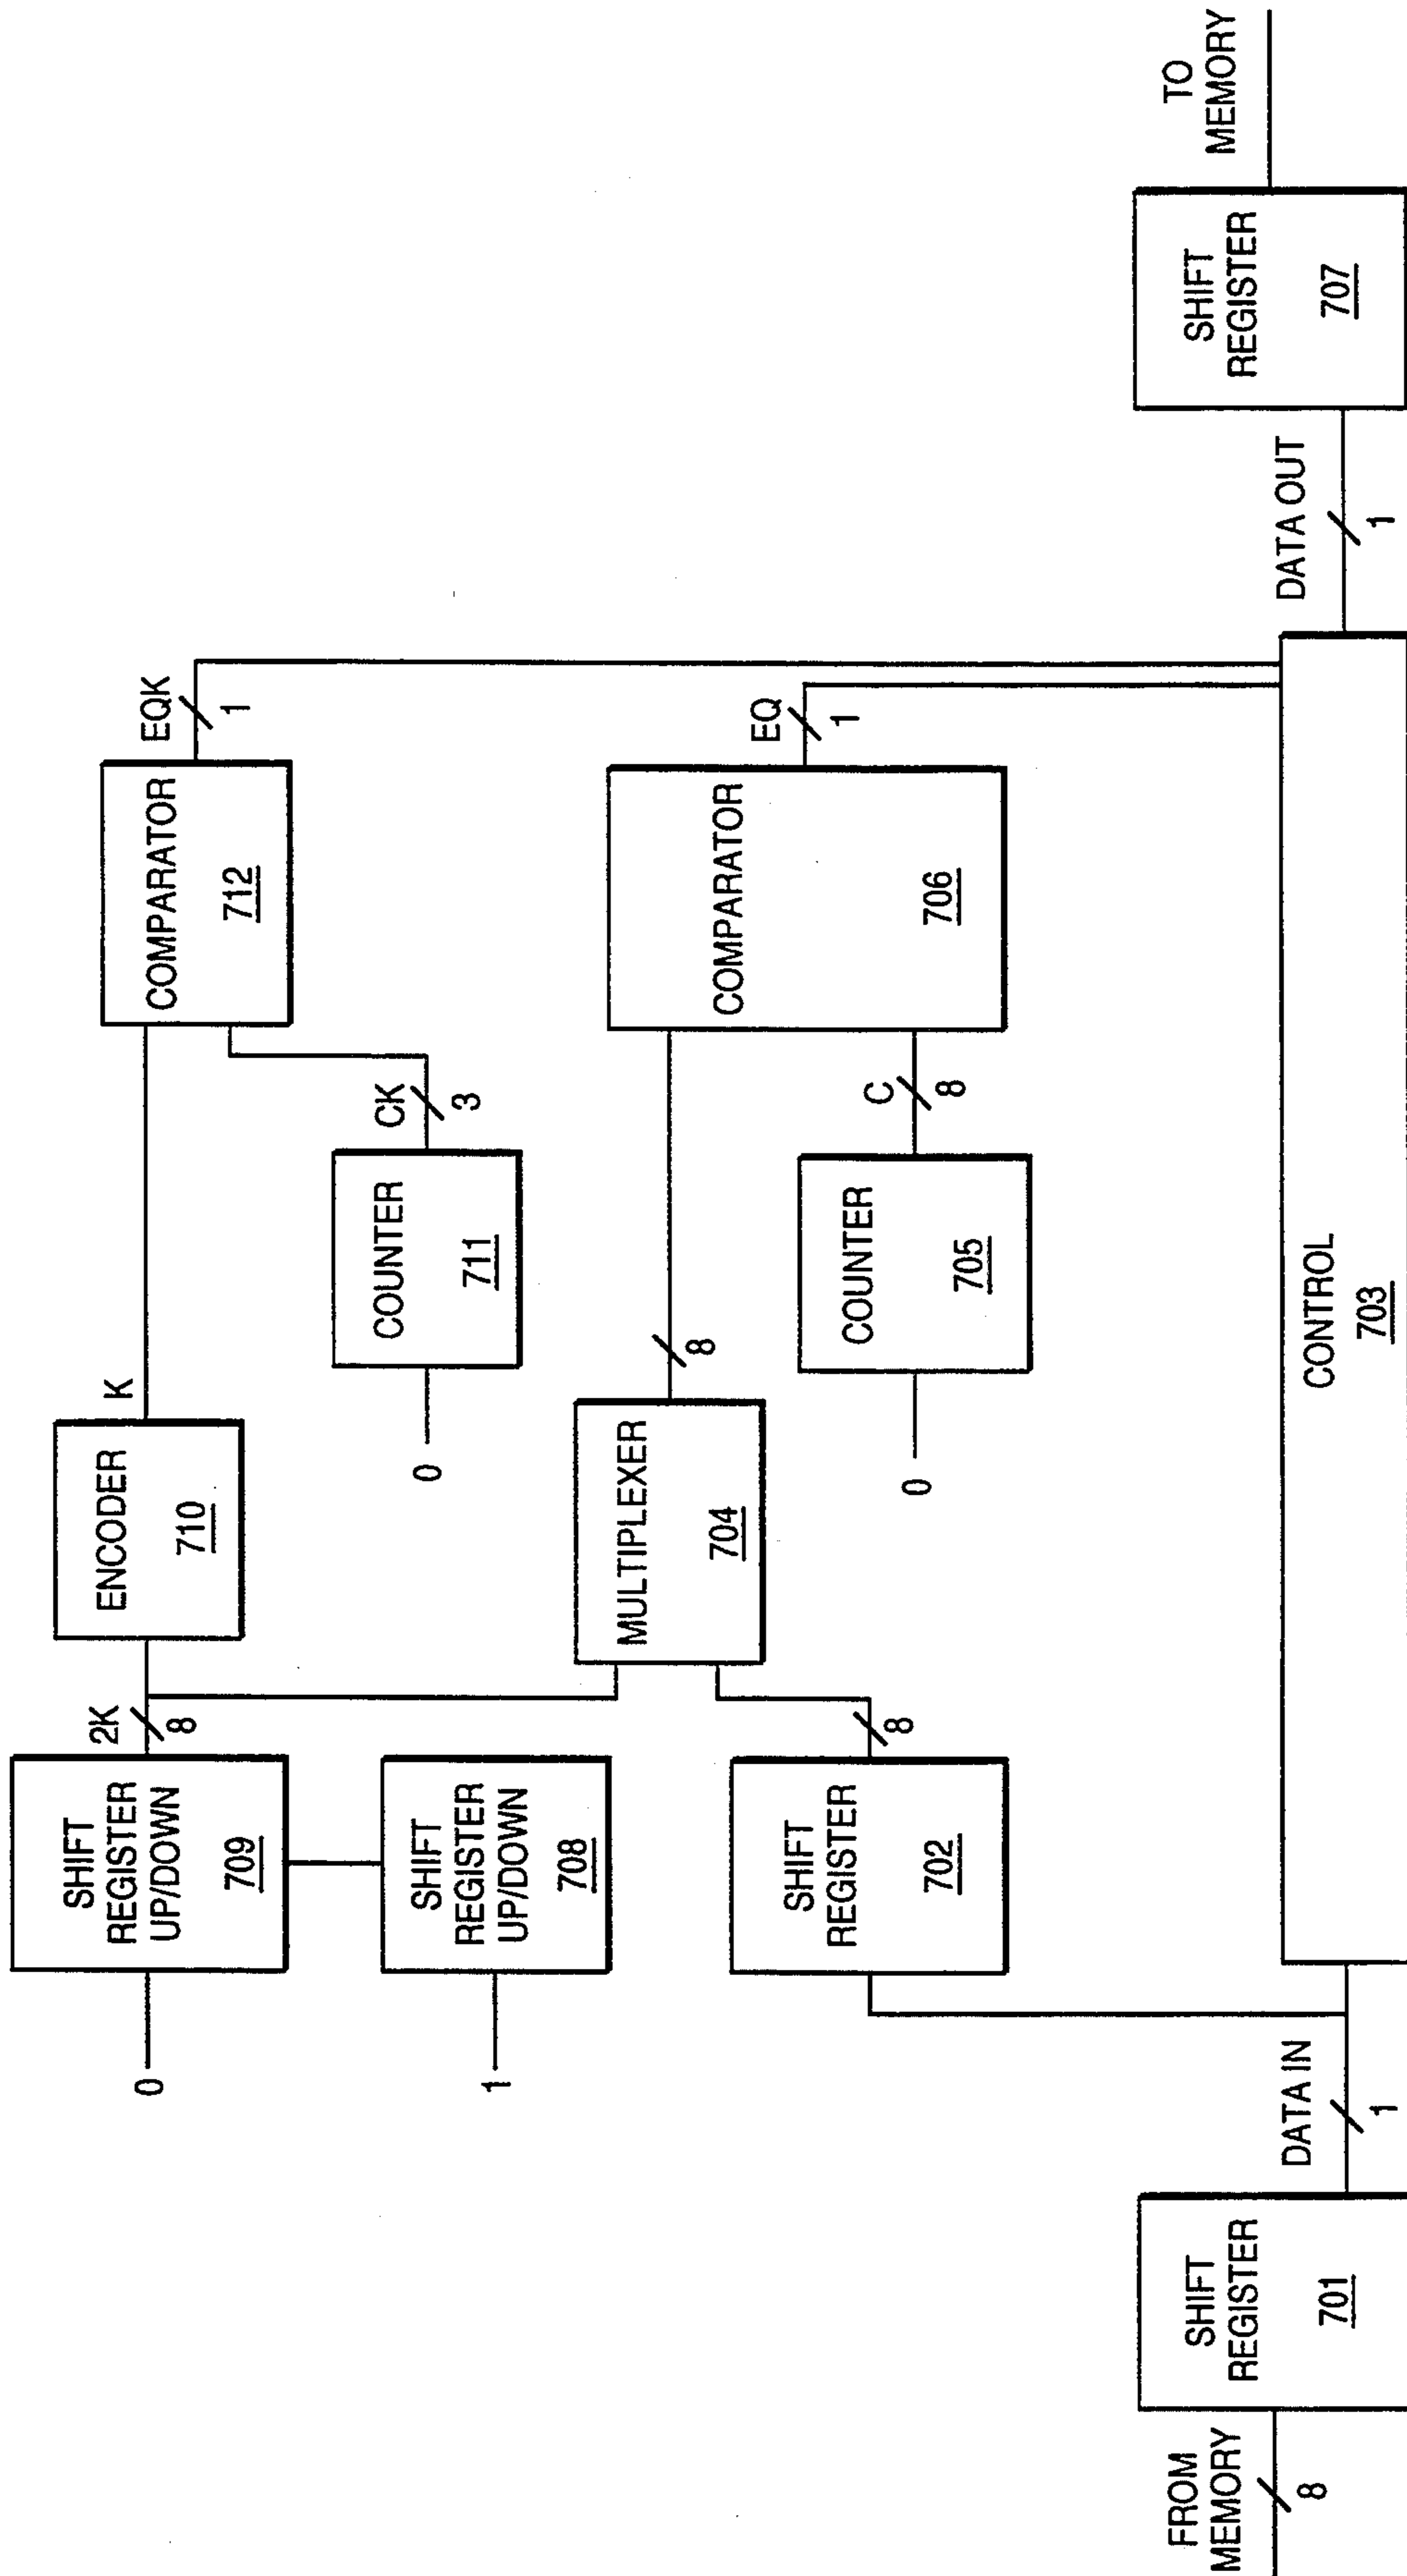 0
SHIFT
REGISTER
UP/DOWN
709
2K
8
ENCODER
710
K
COMPARATOR
712
EQK
1
1
SHIFT
REGISTER
UP/DOWN
708
0
COUNTER
711
CK
3
SHIFT
REGISTER
702
8
MULTIPLEXER
704
8
COMPARATOR
706
EQ
1
0
COUNTER
705
C
8
FROM
MEMORY
8
SHIFT
REGISTER
701
DATA IN
1
CONTROL
703
DATA OUT
1
SHIFT
REGISTER
707
TO
MEMORY